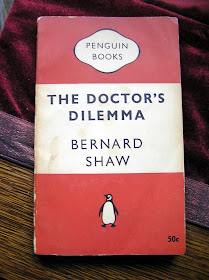 PENGUIN
BOOKS
THE DOCTOR'S
DILEMMA
BERNARD
SHAW
50c